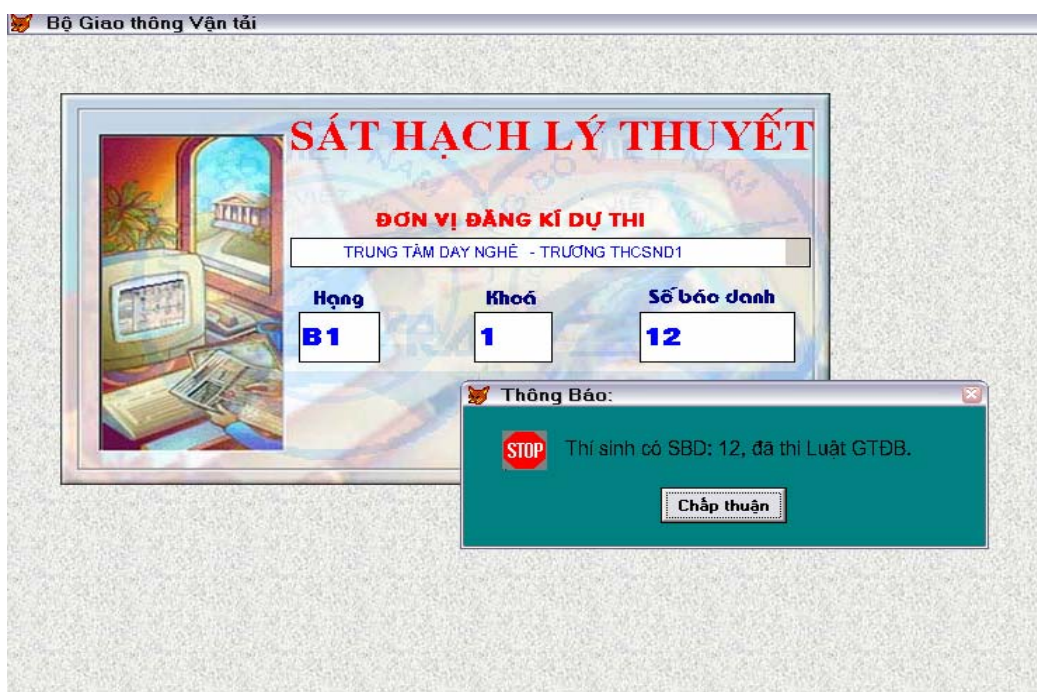 Bộ Giao thông Vận tải
SÁT HẠCH LÝ THUYẾT
ĐƠN VỊ ĐĂNG KÍ DỰ THI
TRUNG TÂM DẠY NGHỀ - TRƯỜNG THCSND1
Hạng Khoá Số báo danh
B1 1 12
Thông Báo:
STOP Thí sinh có SBD: 12, đã thi Luật GTĐB.
Chấp thuận